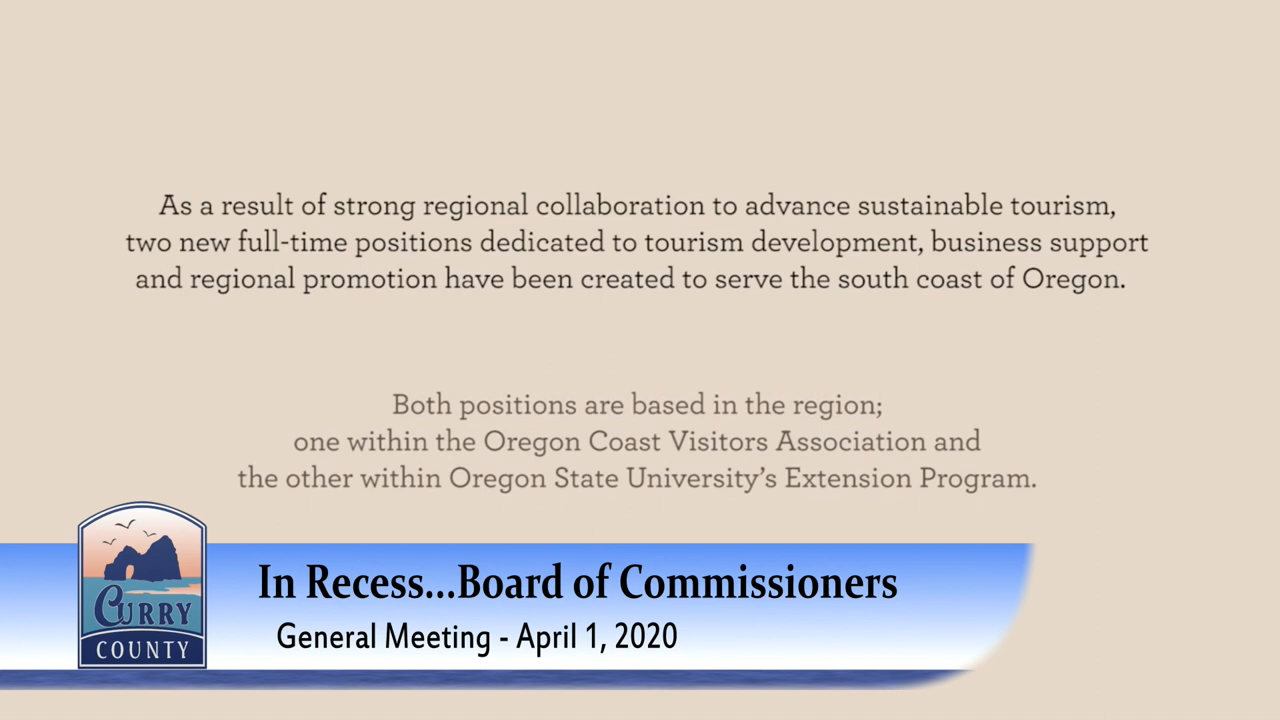 As a result of strong regional collaboration to advance sustainable tourism,
two new full-time positions dedicated to tourism development, business support
and regional promotion have been created to serve the south coast of Oregon.
Both positions are based in the region;
one within the Oregon Coast Visitors Association and
the other within Oregon State University's Extension Program.
In Recess...Board of Commissioners
General Meeting - April 1, 2020
CURRY
COUNTY